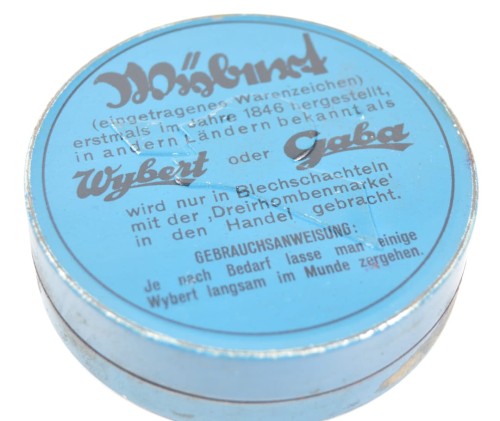 Wybert
(eingetragenes Warenzeichen)
erstmals im Jahre 1846 hergestellt,
in andern Ländern bekannt als
Wybert oder Gaba
wird nur in Blechschachteln
mit der ‚Dreirhombenmarke‘
in den Handel gebracht.
GEBRAUCHSANWEISUNG:
Je nach Bedarf lasse man einige
Wybert langsam im Munde zergehen.